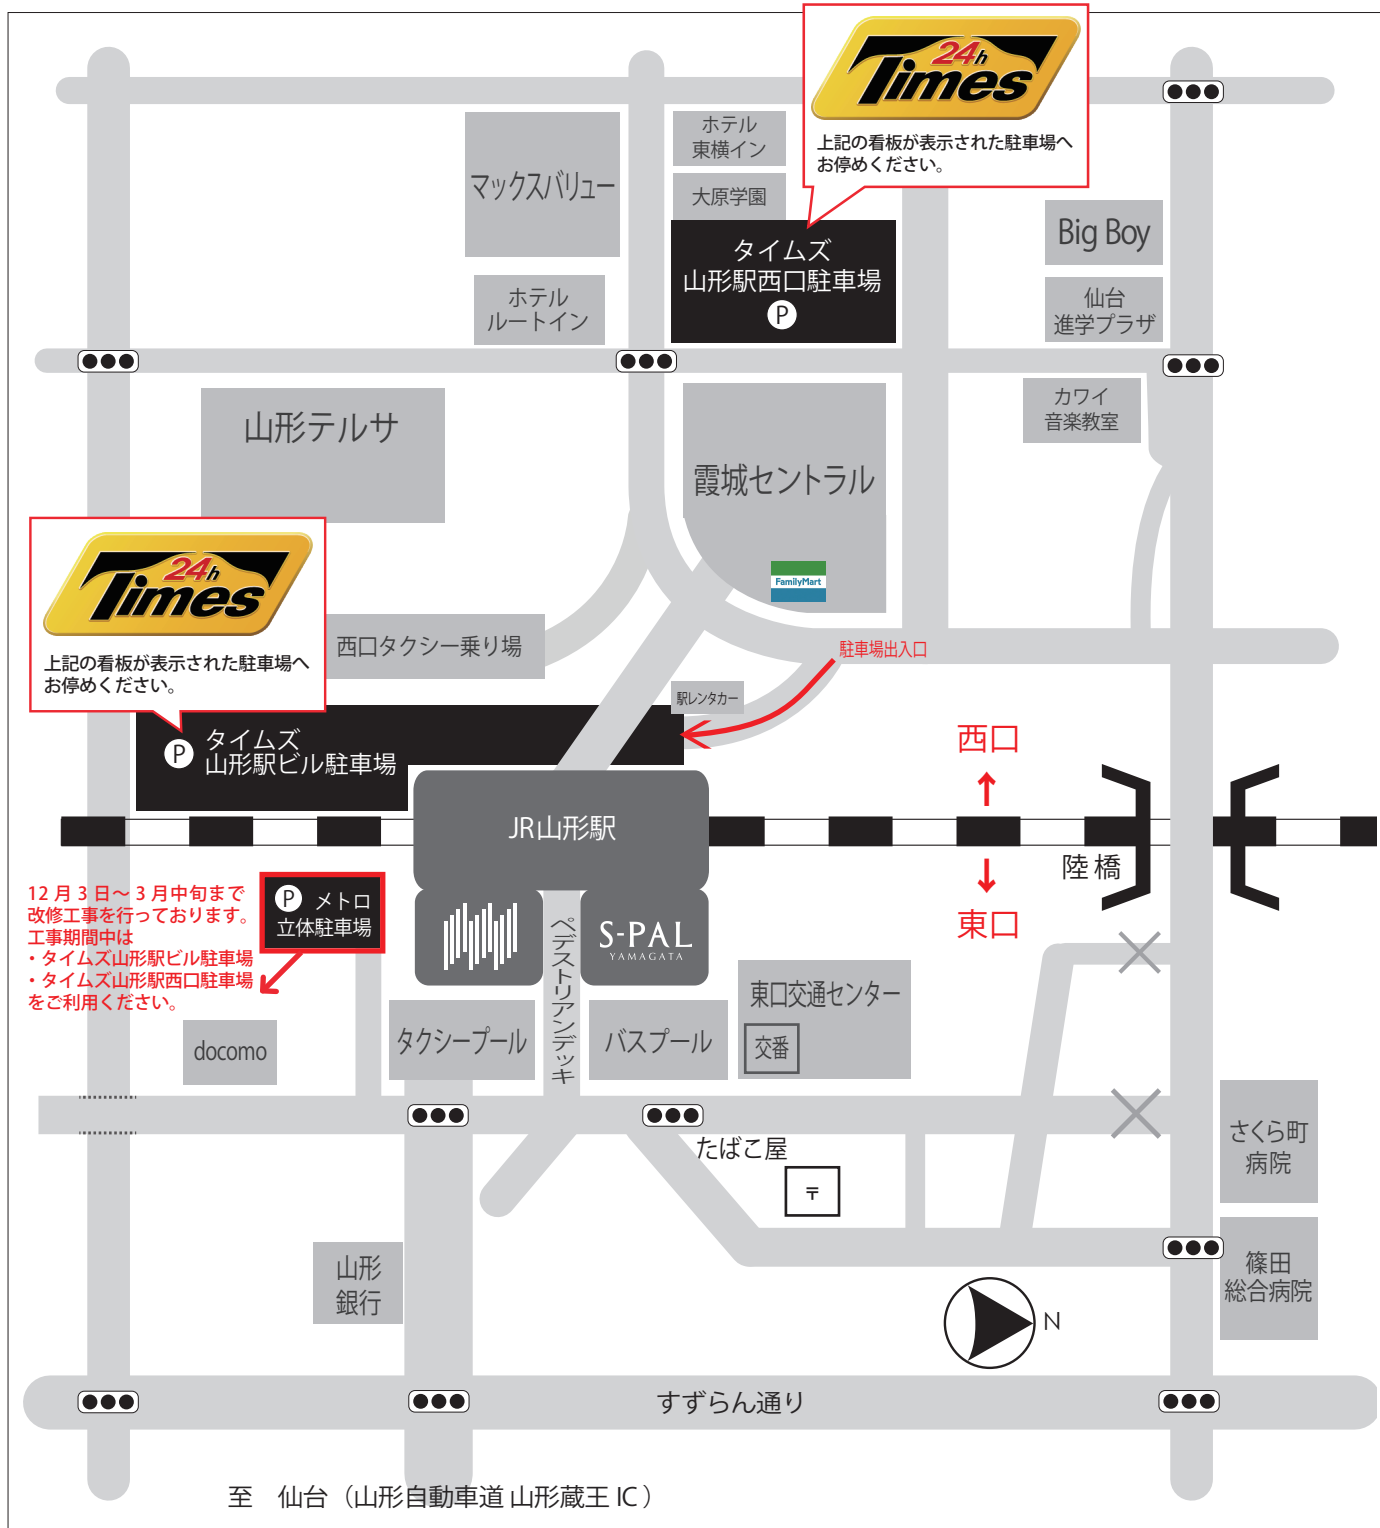 24h
Times
上記の看板が表示された駐車場へ
お停めください。
ホテル
東横イン
大原学園
マックスバリュー
タイムズ
山形駅西口駐車場
P
Big Boy
仙台
進学プラザ
ホテル
ルートイン
カワイ
音楽教室
山形テルサ
霞城セントラル
FamilyMart
24h
Times
上記の看板が表示された駐車場へ
お停めください。
西口タクシー乗り場
駐車場出入口
駅レンタカー
P
タイムズ
山形駅ビル駐車場
西口
JR山形駅
陸橋
東口
12月3日〜3月中旬まで
改修工事を行っております。
工事期間中は
・タイムズ山形駅ビル駐車場
・タイムズ山形駅西口駐車場
をご利用ください。
P メトロ
立体駐車場
S-PAL
YAMAGATA
ペデストリアンデッキ
東口交通センター
交番
docomo
タクシープール
バスプール
たばこ屋
〒
さくら町
病院
山形
銀行
篠田
総合病院
N
すずらん通り
至　仙台（山形自動車道 山形蔵王 IC）